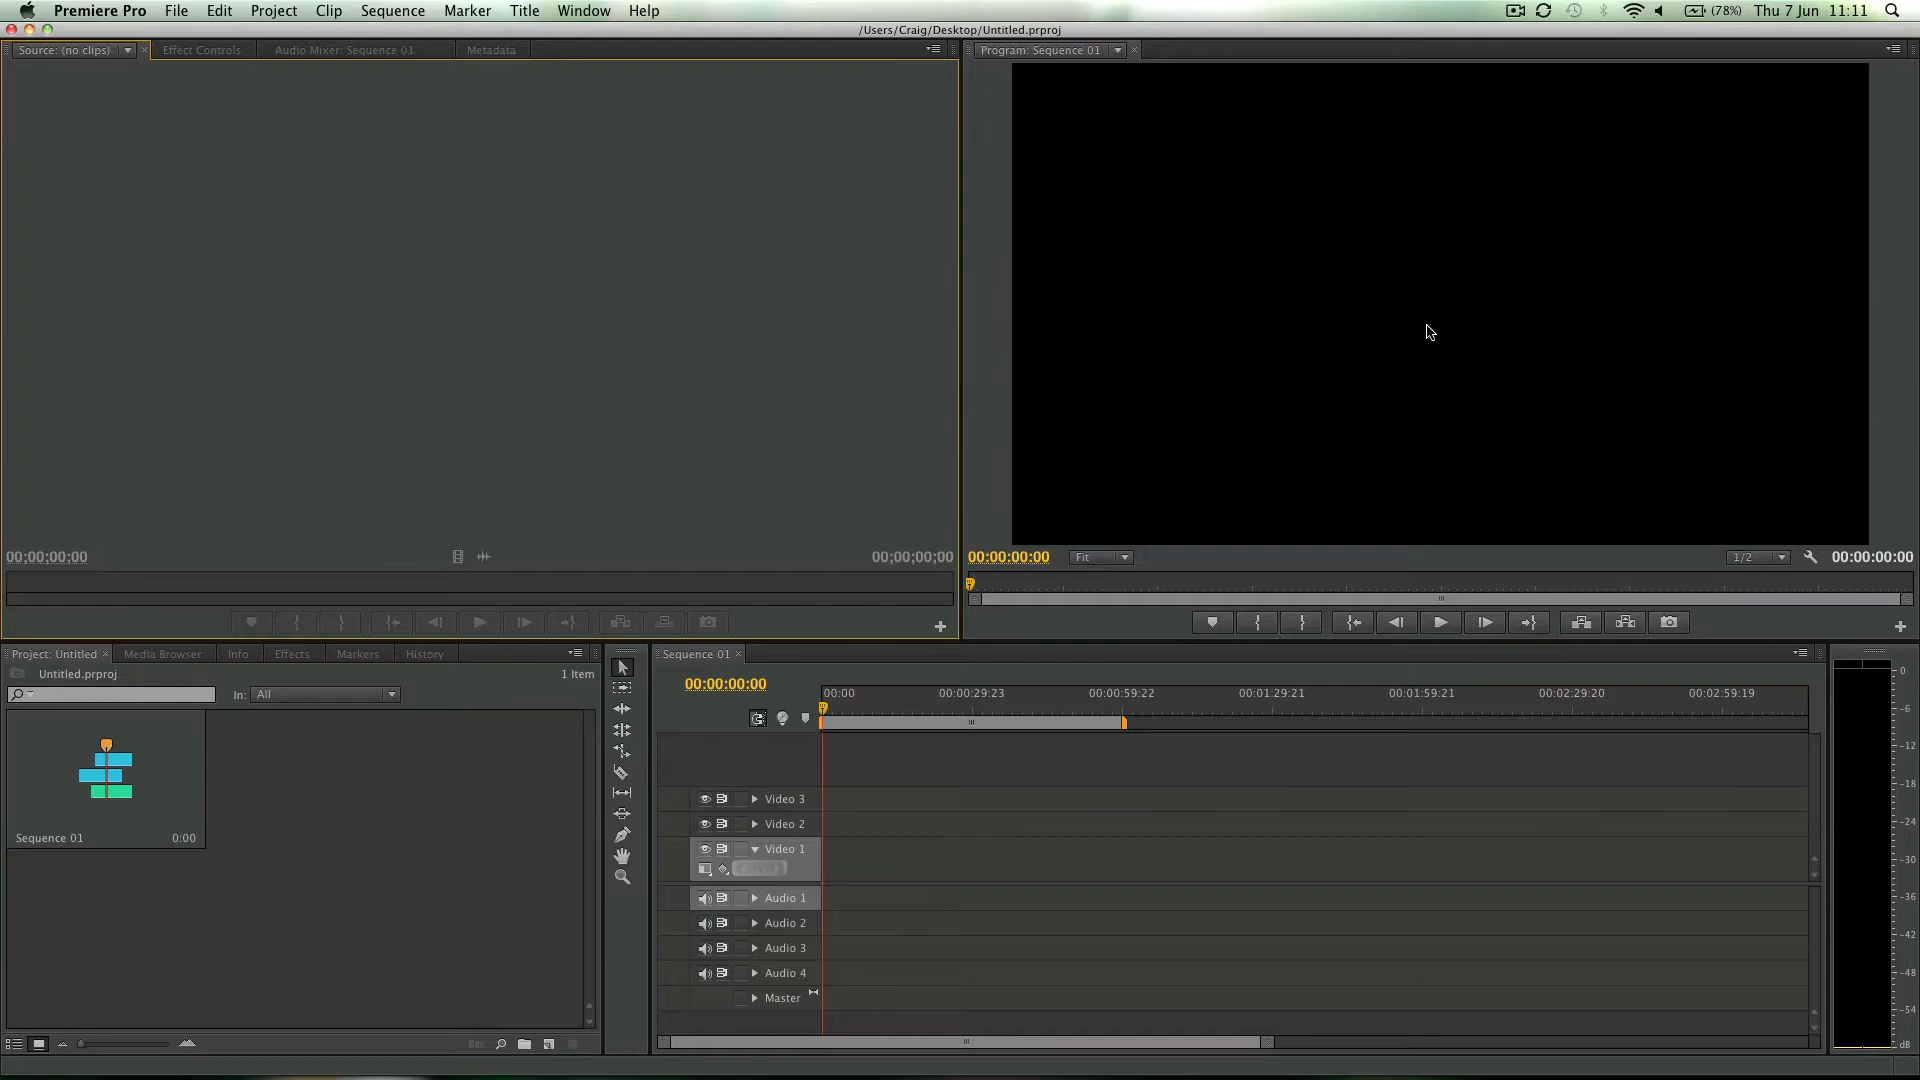 Premiere Pro File Edit Project Clip Sequence Marker Title Window Help (78%) Thu 7 Jun 11:11
/Users/Craig/Desktop/Untitled.prproj
Source: (no clips) Effect Controls Audio Mixer: Sequence 01 Metadata
Program: Sequence 01
00;00;00;00 00;00;00;00
00:00:00:00 Fit 1/2 00:00:00:00
Project: Untitled Media Browser Info Effects Markers History
Untitled.prproj 1 Item
In: All
Sequence 01 0:00
Sequence 01
00:00:00:00
00:00 00:00:29:23 00:00:59:22 00:01:29:21 00:01:59:21 00:02:29:20 00:02:59:19
Video 3
Video 2
Video 1
Audio 1
Audio 2
Audio 3
Audio 4
Master
0
-6
-12
-18
-24
-30
-36
-42
-48
-54
dB